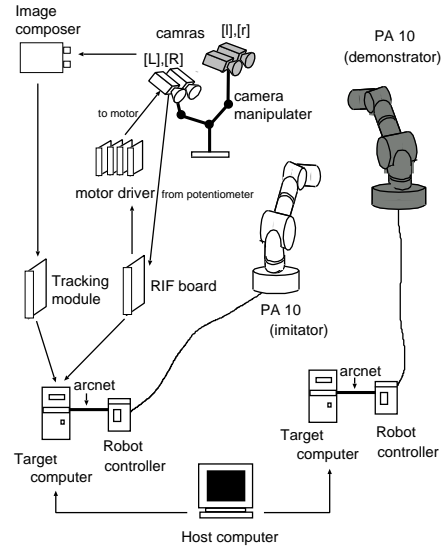 Image
composer
camras [l],[r]
[L],[R]
PA 10
(demonstrator)
camera
manipulater
to motor
motor driver
from potentiometer
Tracking
module
RIF board
PA 10
(imitator)
arcnet
arcnet
Target
computer
Robot
controller
Target
computer
Robot
controller
Host computer